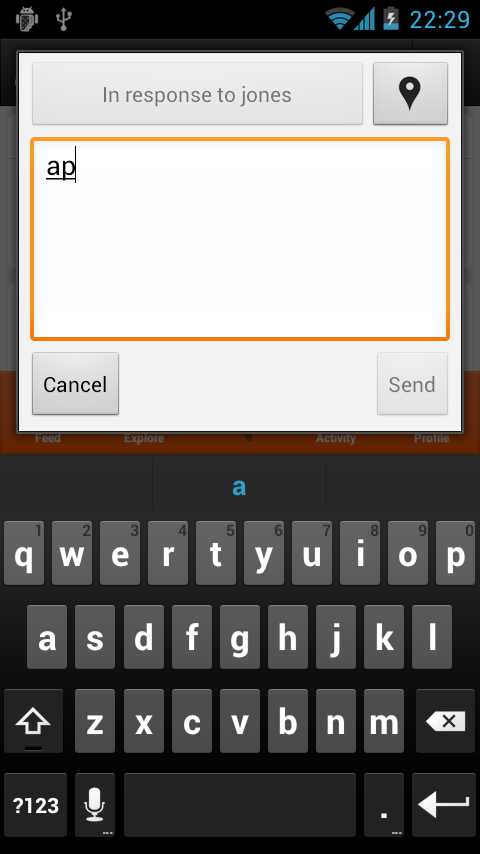 22:29
In response to jones
ap
Cancel
Send
Feed
Explore
Activity
Profile
a
1 2 3 4 5 6 7 8 9 0
q w e r t y u i o p
a s d f g h j k l
z x c v b n m
?123
.